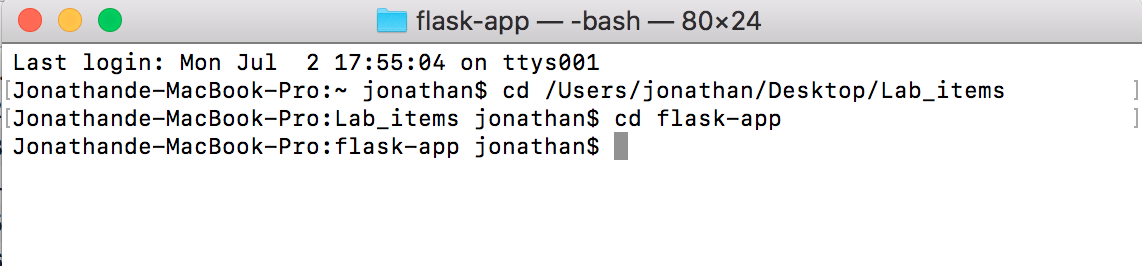 flask-app — -bash — 80×24
Last login: Mon Jul  2 17:55:04 on ttys001
[Jonathande-MacBook-Pro:~ jonathan$ cd /Users/jonathan/Desktop/Lab_items ]
[Jonathande-MacBook-Pro:Lab_items jonathan$ cd flask-app ]
Jonathande-MacBook-Pro:flask-app jonathan$